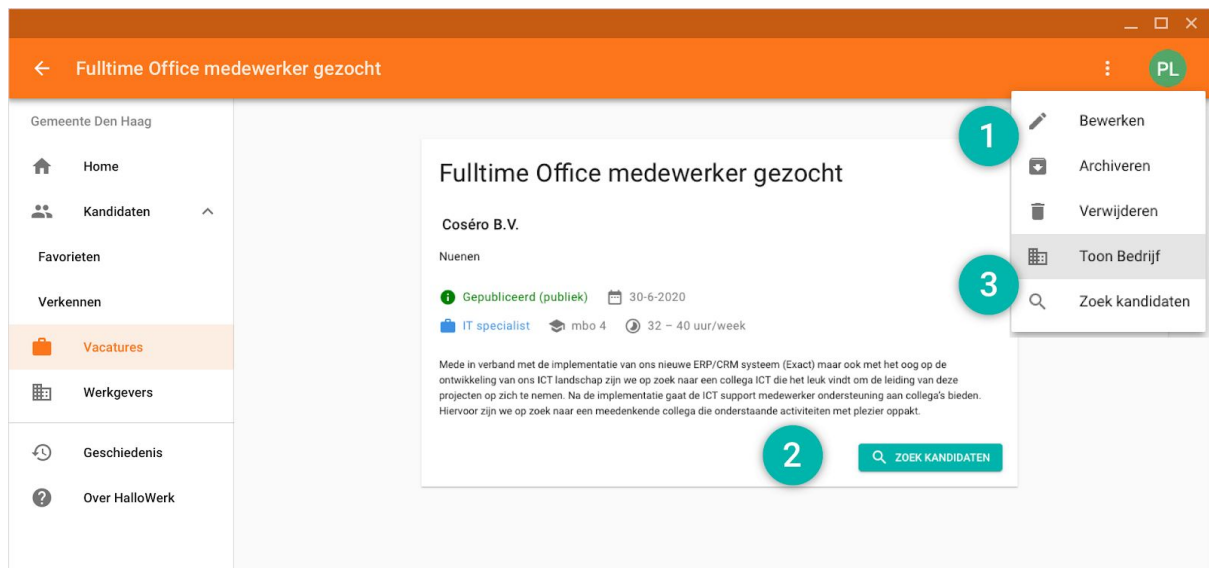 Fulltime Office medewerker gezocht
PL
Gemeente Den Haag
Home
Kandidaten
Favorieten
Verkennen
Vacatures
Werkgevers
Geschiedenis
Over HalloWerk
Fulltime Office medewerker gezocht
Coséro B.V.
Nuenen
Gepubliceerd (publiek) 30-6-2020
IT specialist mbo 4 32 – 40 uur/week
Mede in verband met de implementatie van ons nieuwe ERP/CRM systeem (Exact) maar ook met het oog op de
ontwikkeling van ons ICT landschap zijn we op zoek naar een collega ICT die het leuk vindt om de leiding van deze
projecten op zich te nemen. Na de implementatie gaat de ICT support medewerker ondersteuning aan collega's bieden.
Hiervoor zijn we op zoek naar een meedenkende collega die onderstaande activiteiten met plezier oppakt.
2
ZOEK KANDIDATEN
1
Bewerken
Archiveren
Verwijderen
Toon Bedrijf
3
Zoek kandidaten